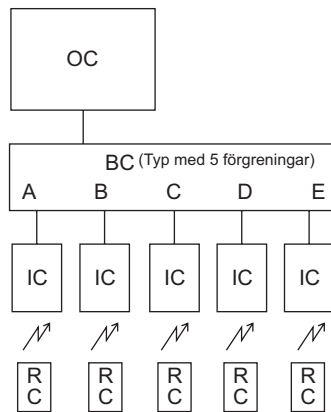 OC
BC (Typ med 5 förgreningar)
A B C D E
IC IC IC IC IC
R R R R R
C C C C C